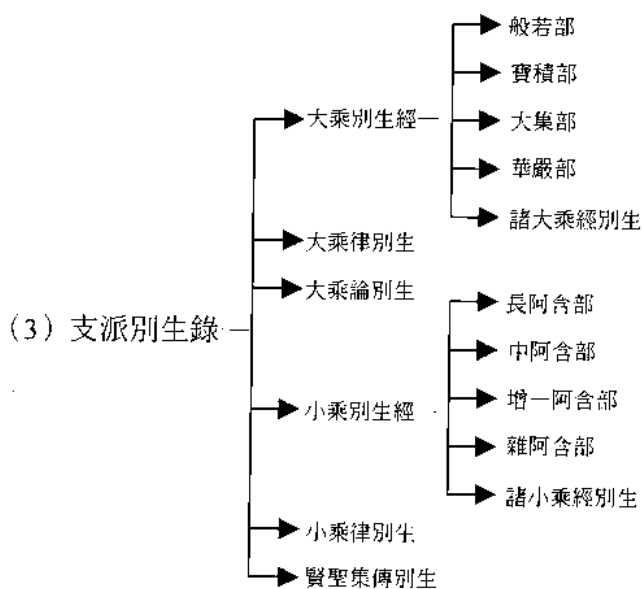 (3) 支派別生錄
大乘別生經
般若部
寶積部
大集部
華嚴部
諸大乘經別生
大乘律別生
大乘論別生
小乘別生經
長阿含部
中阿含部
增一阿含部
雜阿含部
諸小乘經別生
小乘律別生
賢聖集傳別生